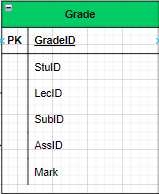 Grade
PK GradeID
StuID
LecID
SubID
AssID
Mark